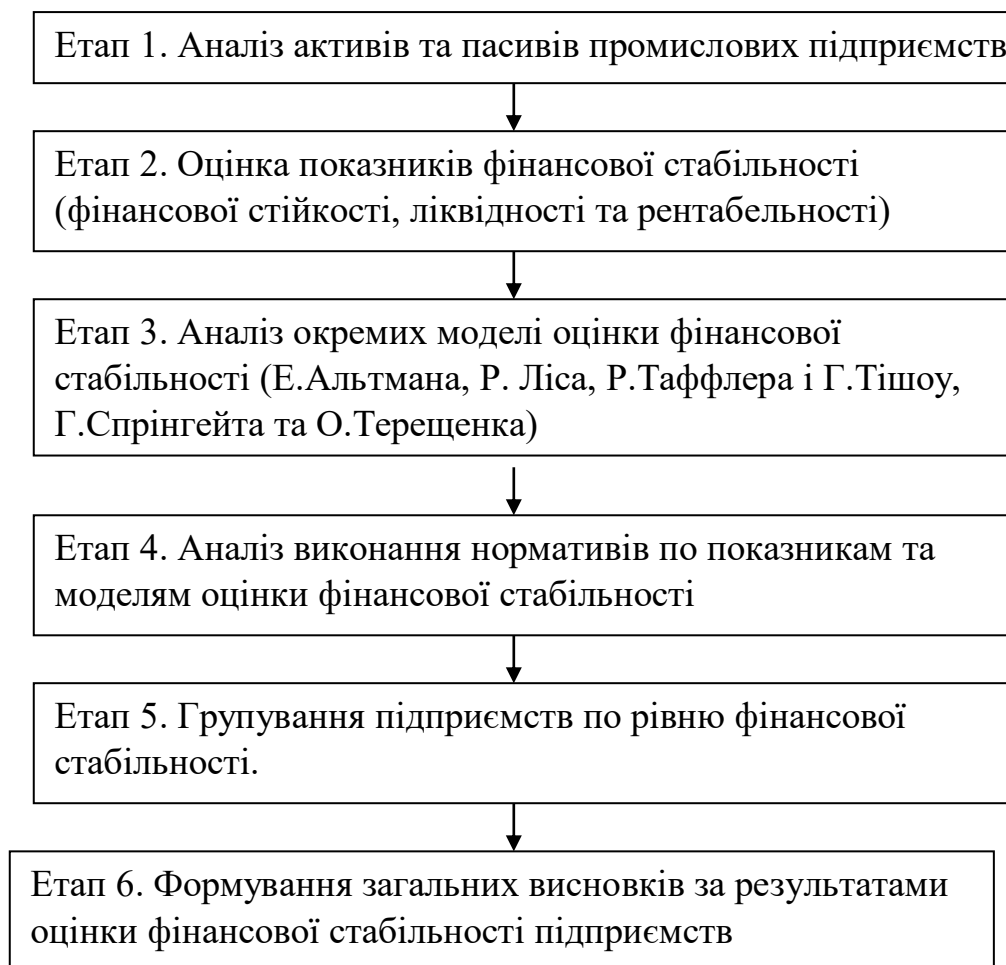 Етап 1. Аналіз активів та пасивів промислових підприємств
Етап 2. Оцінка показників фінансової стабільності
(фінансової стійкості, ліквідності та рентабельності)
Етап 3. Аналіз окремих моделі оцінки фінансової
стабільності (Е.Альтмана, Р. Ліса, Р.Таффлера і Г.Тішоу,
Г.Спрінгейта та О.Терещенка)
Етап 4. Аналіз виконання нормативів по показникам та
моделям оцінки фінансової стабільності
Етап 5. Групування підприємств по рівню фінансової
стабільності.
Етап 6. Формування загальних висновків за результатами
оцінки фінансової стабільності підприємств